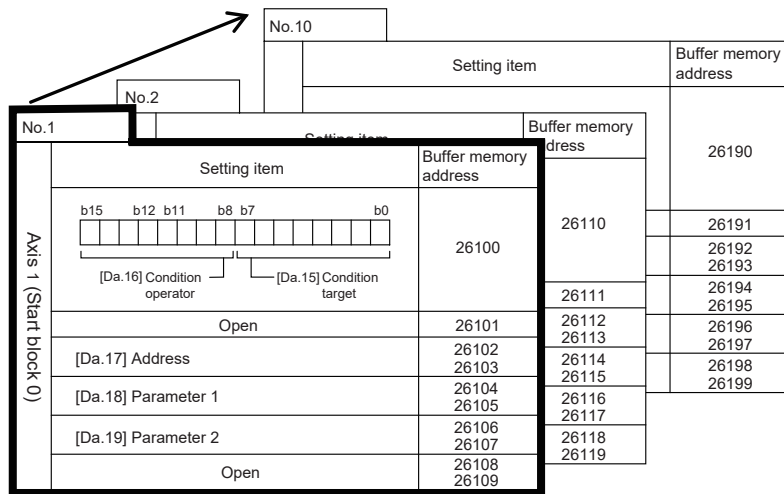 No.10
Setting item
Buffer memory
address
26190
26191
26192
26193
26194
26195
26196
26197
26198
26199
No.2
Setting item
Buffer memory
address
26110
26111
26112
26113
26114
26115
26116
26117
26118
26119
No.1
Axis 1 (Start block 0)
Setting item
Buffer memory
address
b15 b12 b11 b8 b7 b0
[Da.16] Condition
operator
[Da.15] Condition
target
26100
Open
26101
[Da.17] Address
26102
26103
[Da.18] Parameter 1
26104
26105
[Da.19] Parameter 2
26106
26107
Open
26108
26109